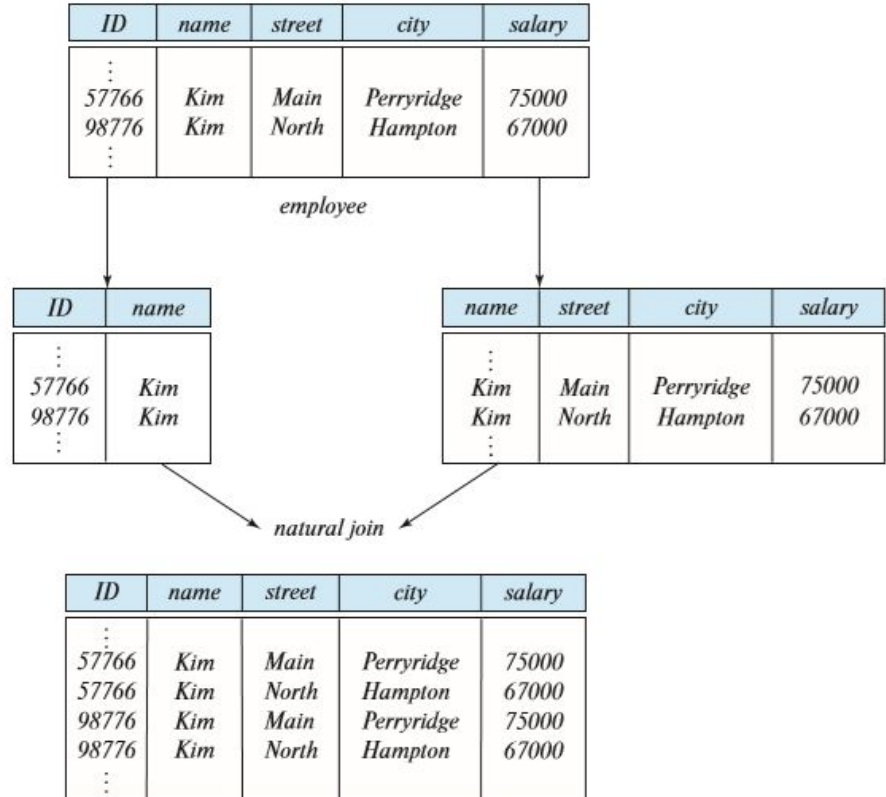 ID name street city salary
⋮
57766 Kim Main Perryridge 75000
98776 Kim North Hampton 67000
⋮
employee
ID name
⋮
57766 Kim
98776 Kim
⋮
name street city salary
⋮
Kim Main Perryridge 75000
Kim North Hampton 67000
⋮
natural join
ID name street city salary
⋮
57766 Kim Main Perryridge 75000
57766 Kim North Hampton 67000
98776 Kim Main Perryridge 75000
98776 Kim North Hampton 67000
⋮